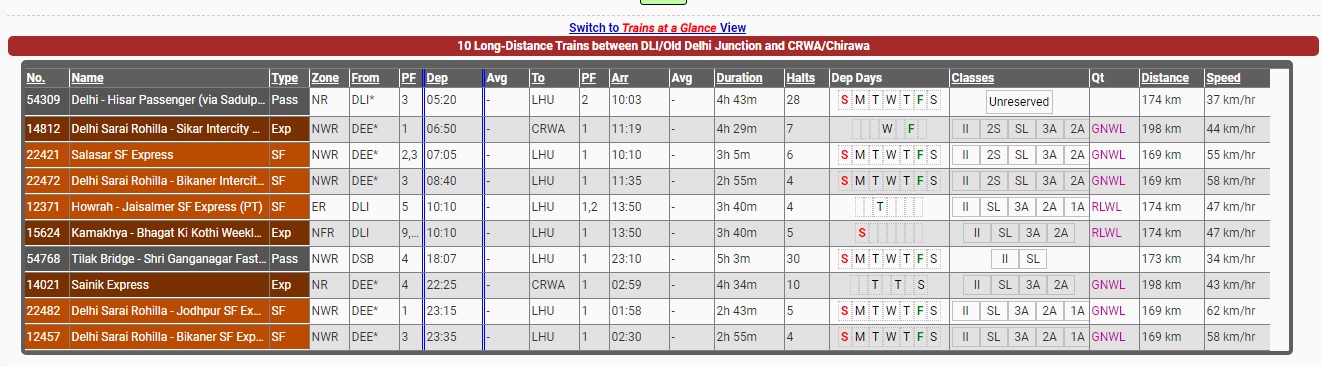 Switch to Trains at a Glance View
10 Long-Distance Trains between DLI/Old Delhi Junction and CRWA/Chirawa
No. Name Type Zone From PF Dep Avg To PF Arr Avg Duration Halts Dep Days Classes Qt Distance Speed
54309 Delhi - Hisar Passenger (via Sadulp... Pass NR DLI* 3 05:20 - LHU 2 10:03 - 4h 43m 28 S M T W T F S Unreserved 174 km 37 km/hr
14812 Delhi Sarai Rohilla - Sikar Intercity ... Exp NWR DEE* 1 06:50 - CRWA 1 11:19 - 4h 29m 7 W F II 2S SL 3A 2A GNWL 198 km 44 km/hr
22421 Salasar SF Express SF NWR DEE* 2,3 07:05 - LHU 1 10:10 - 3h 5m 6 S M T W T F S II 2S SL 3A 2A GNWL 169 km 55 km/hr
22472 Delhi Sarai Rohilla - Bikaner Intercit... SF NWR DEE* 3 08:40 - LHU 1 11:35 - 2h 55m 4 S M T W T F S II 2S SL 3A 2A GNWL 169 km 58 km/hr
12371 Howrah - Jaisalmer SF Express (PT) SF ER DLI 5 10:10 - LHU 1,2 13:50 - 3h 40m 4 T II SL 3A 2A 1A RLWL 174 km 47 km/hr
15624 Kamakhya - Bhagat Ki Kothi Weekl... Exp NFR DLI 9,... 10:10 - LHU 1 13:50 - 3h 40m 5 S II SL 3A 2A RLWL 174 km 47 km/hr
54768 Tilak Bridge - Shri Ganganagar Fast... Pass NWR DSB 4 18:07 - LHU 1 23:10 - 5h 3m 30 S M T W T F S II SL 173 km 34 km/hr
14021 Sainik Express Exp NR DEE* 4 22:25 - CRWA 1 02:59 - 4h 34m 10 T T S II SL 3A 2A GNWL 198 km 43 km/hr
22482 Delhi Sarai Rohilla - Jodhpur SF Ex... SF NWR DEE* 1 23:15 - LHU 1 01:58 - 2h 43m 5 S M T W T F S II SL 3A 2A 1A GNWL 169 km 62 km/hr
12457 Delhi Sarai Rohilla - Bikaner SF Exp... SF NWR DEE* 3 23:35 - LHU 1 02:30 - 2h 55m 4 S M T W T F S II SL 3A 2A 1A GNWL 169 km 58 km/hr